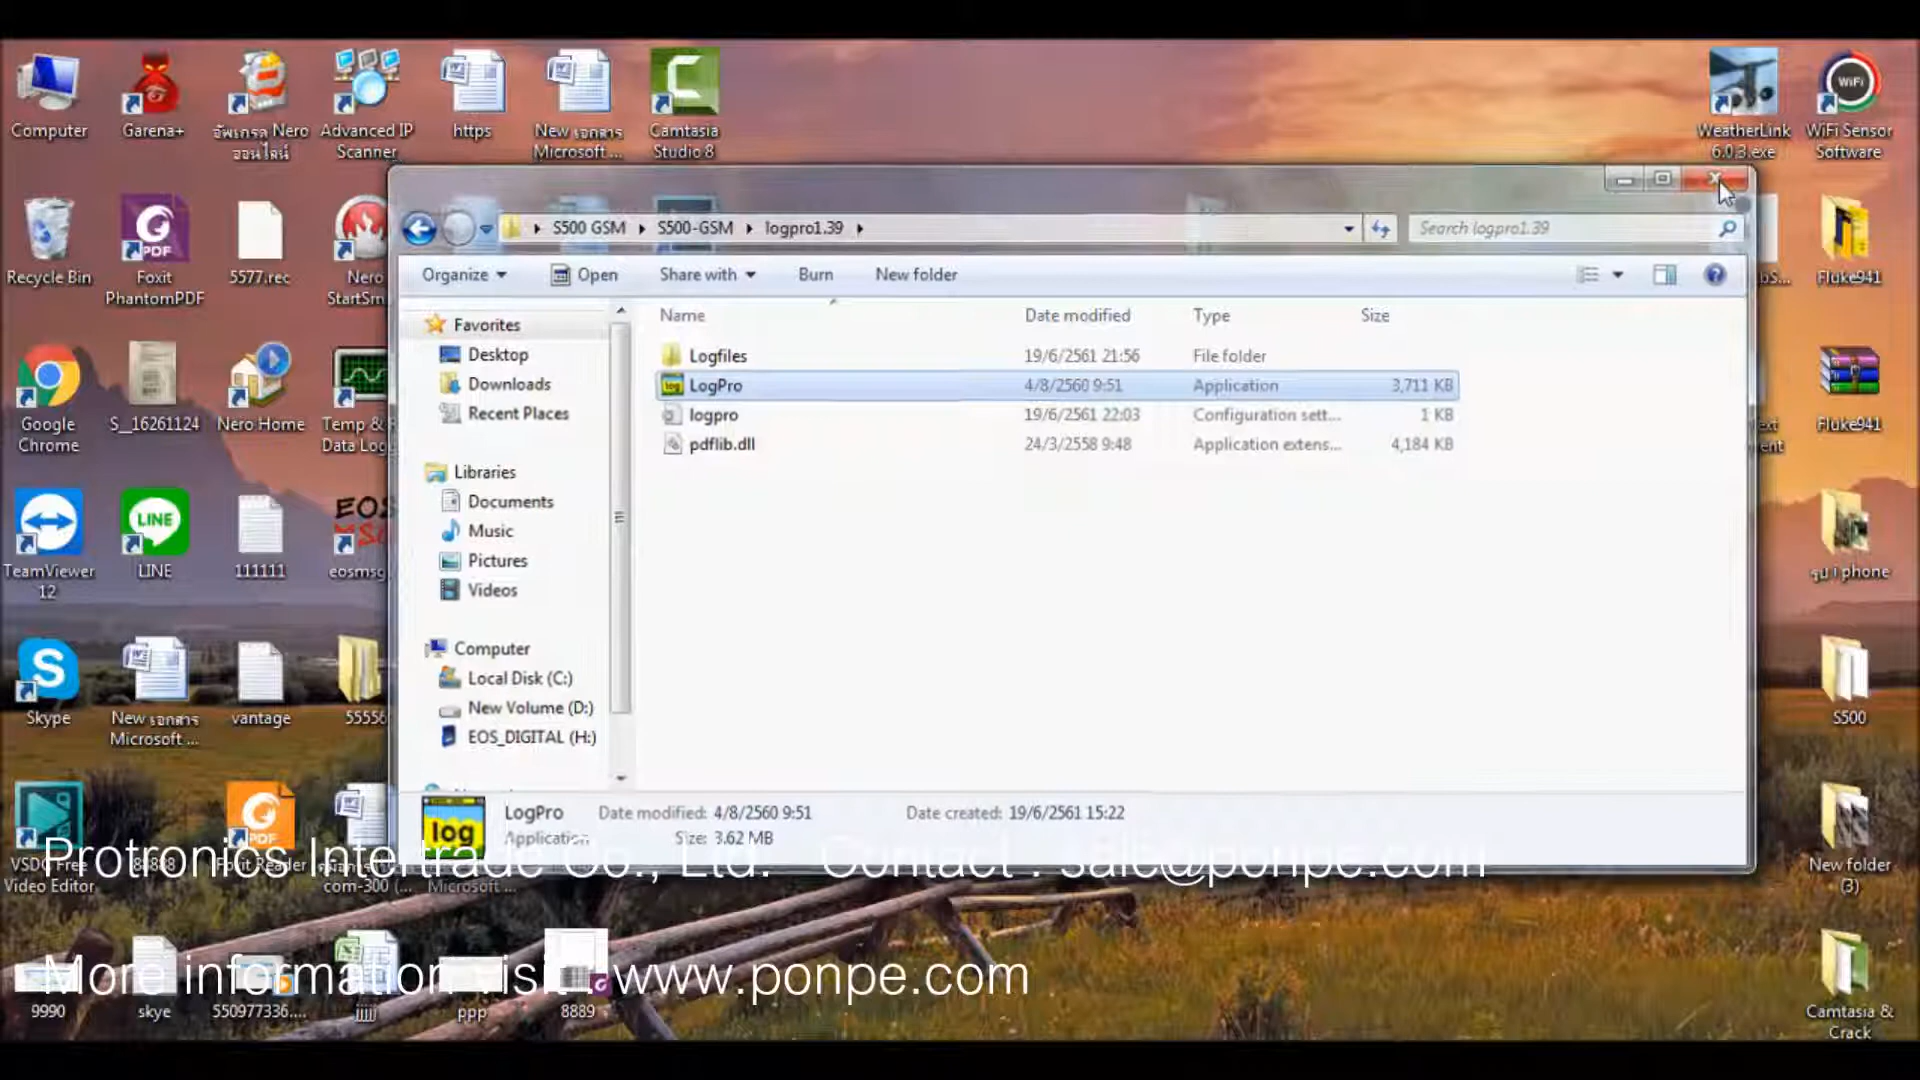 Computer
Garena+
อัพเกรด Nero
ออนไลน์
Advanced IP
Scanner
https
New เอกสาร
Microsoft ...
Camtasia
Studio 8
WeatherLink
6.0.3.exe
WiFi
WiFi Sensor
Software
S500 GSM
S500-GSM
logpro1.39
Search logpro1.39
Recycle Bin
PDF
Foxit
PhantomPDF
5577.rec
Nero
StartSm...
Fluke941
Organize
Open
Share with
Burn
New folder
Name
Date modified
Type
Size
Favorites
Desktop
Downloads
Recent Places
Logfiles
19/6/2561 21:56
File folder
LogPro
4/8/2560 9:51
Application
3,711 KB
logpro
19/6/2561 22:03
Configuration sett...
1 KB
pdflib.dll
24/3/2558 9:48
Application extens...
4,184 KB
Google
Chrome
S__16261124
Nero Home
Temp &
Data Log
Fluke941
Libraries
Documents
Music
Pictures
Videos
TeamViewer
12
LINE
LINE
111111
EOS
eosmsg
รูป i phone
Computer
Local Disk (C:)
New Volume (D:)
EOS_DIGITAL (H:)
Skype
New เอกสาร
Microsoft ...
vantage
5555
S500
log
LogPro
Date modified: 4/8/2560 9:51
Date created: 19/6/2561 15:22
Application
Size: 3.62 MB
VSDC Free
Video Editor
88888
PDF
Foxit Reader
com-300 (...
Microsoft ...
New folder
(3)
Protronics Intertrade Co., Ltd. Contact : sale@ponpe.com
More information visit : www.ponpe.com
9990
skye
550977336....
jjjjj
ppp
8889
Camtasia &
Crack